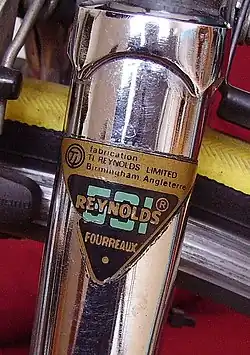 fabrication
TI REYNOLDS LIMITED
Birmingham Angleterre
531
REYNOLDS®
FOURREAUX